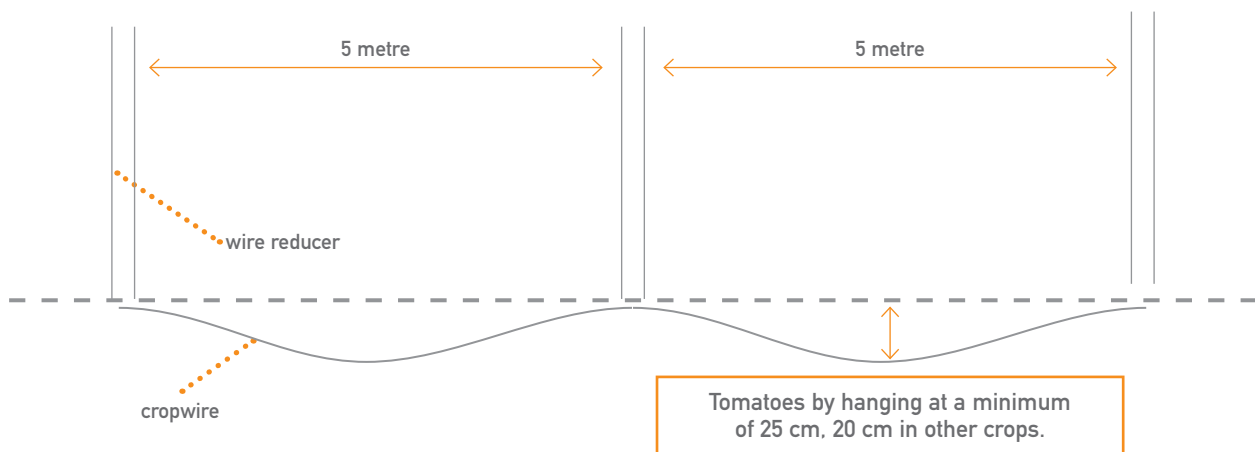 5 metre
5 metre
wire reducer
cropwire
Tomatoes by hanging at a minimum
of 25 cm, 20 cm in other crops.